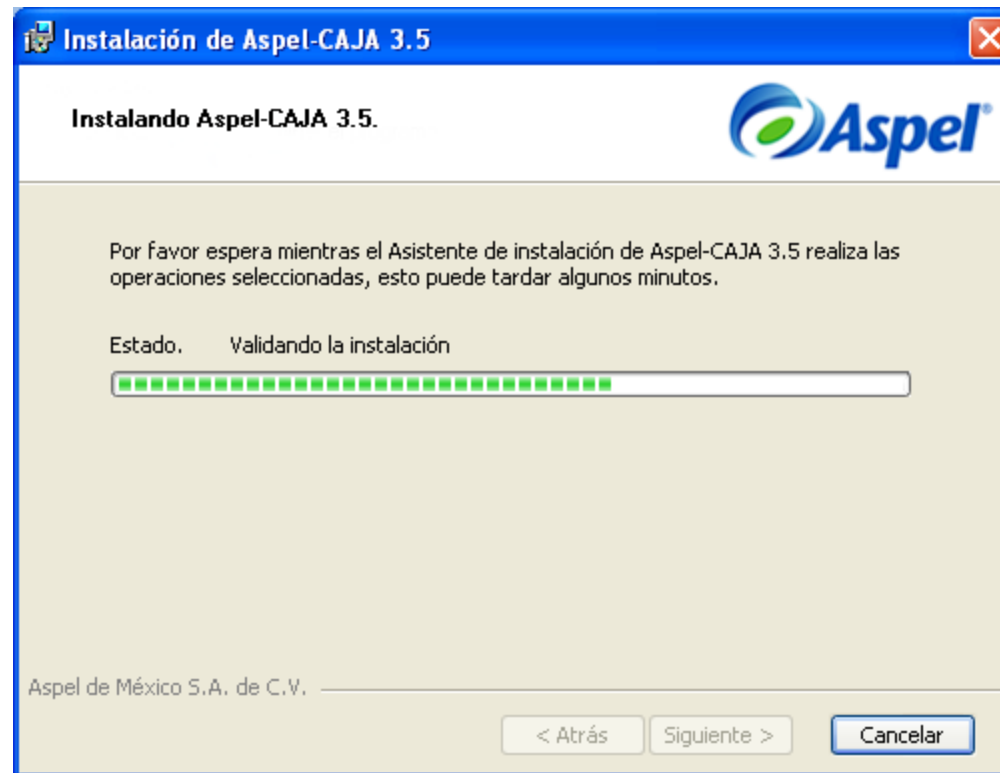 Instalación de Aspel-CAJA 3.5
Instalando Aspel-CAJA 3.5.
Aspel
Por favor espera mientras el Asistente de instalación de Aspel-CAJA 3.5 realiza las
operaciones seleccionadas, esto puede tardar algunos minutos.
Estado. Validando la instalación
Aspel de México S.A. de C.V.
< Atrás Siguiente > Cancelar